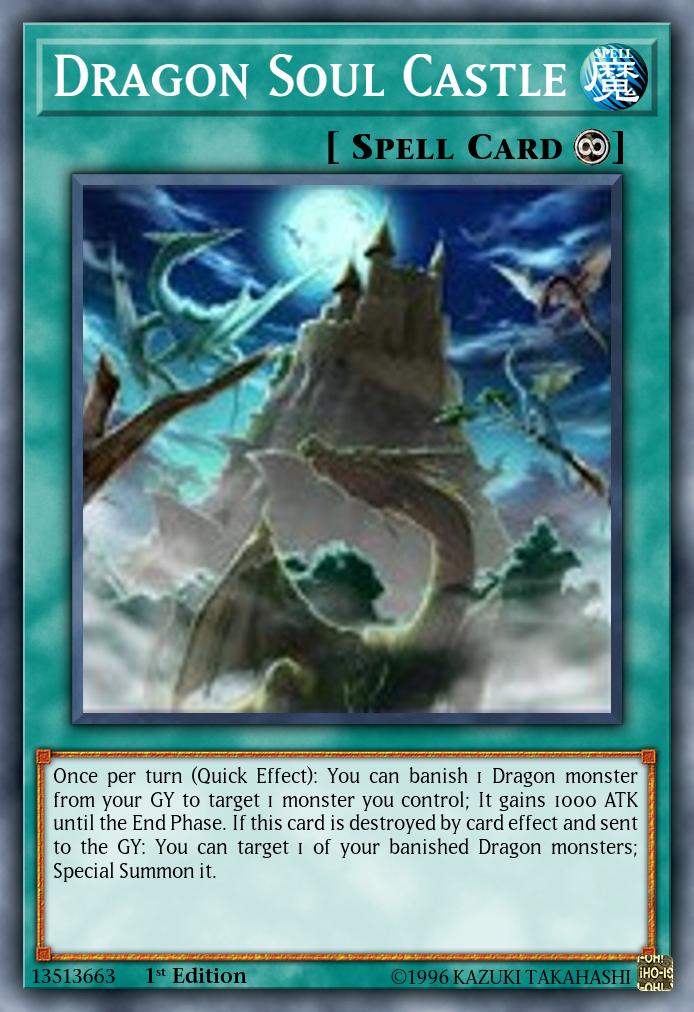 DRAGON SOUL CASTLE
SPELL
魔
[ SPELL CARD ]
Once per turn (Quick Effect): You can banish 1 Dragon monster
from your GY to target 1 monster you control; It gains 1000 ATK
until the End Phase. If this card is destroyed by card effect and sent
to the GY: You can target 1 of your banished Dragon monsters;
Special Summon it.
13513663 1st Edition ©1996 KAZUKI TAKAHASHI